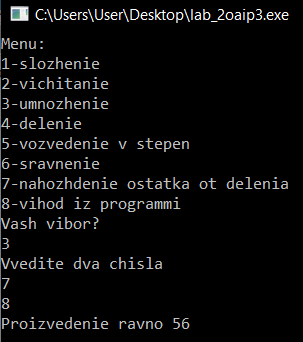 C:\Users\User\Desktop\lab_2oaip3.exe
Menu:
1-slozhenie
2-vichitanie
3-umnozhenie
4-delenie
5-vozvedenie v stepen
6-sravnenie
7-nahozhdenie ostatka ot delenia
8-vihod iz programmi
Vash vibor?
3
Vvedite dva chisla
7
8
Proizvedenie ravno 56